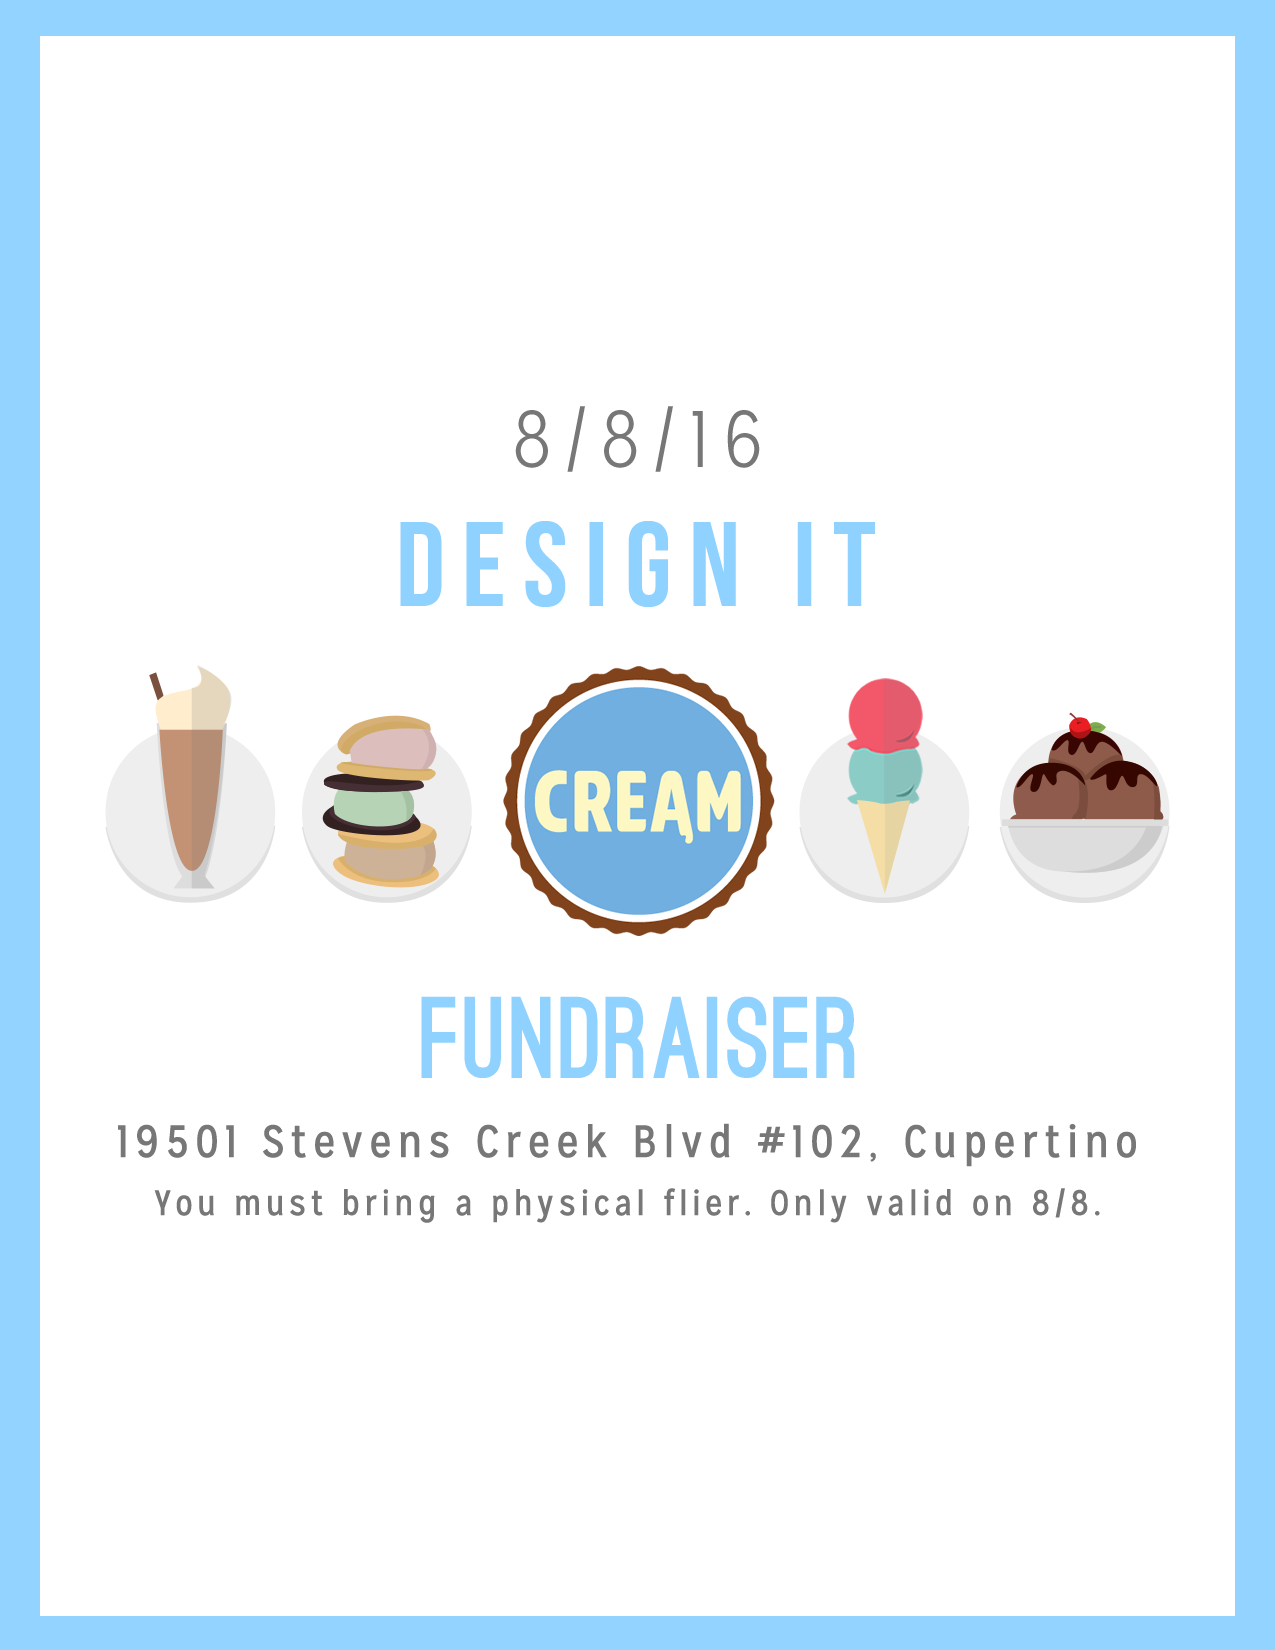 8/8/16
DESIGN IT
CREAM
FUNDRAISER
19501 Stevens Creek Blvd #102, Cupertino
You must bring a physical flier. Only valid on 8/8.